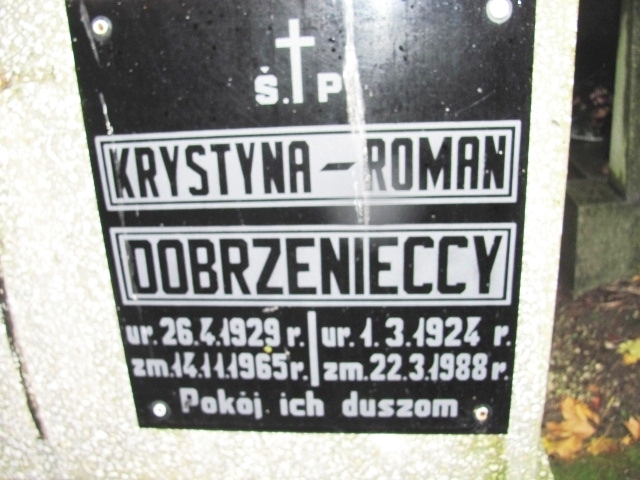 Ś. P
KRYSTYNA - ROMAN
DOBRZENIECCY
ur. 26.4.1929 r. ur. 1.3.1924 r.
zm. 14.11.1965 r. zm. 22.3.1988 r.
Pokój ich duszom